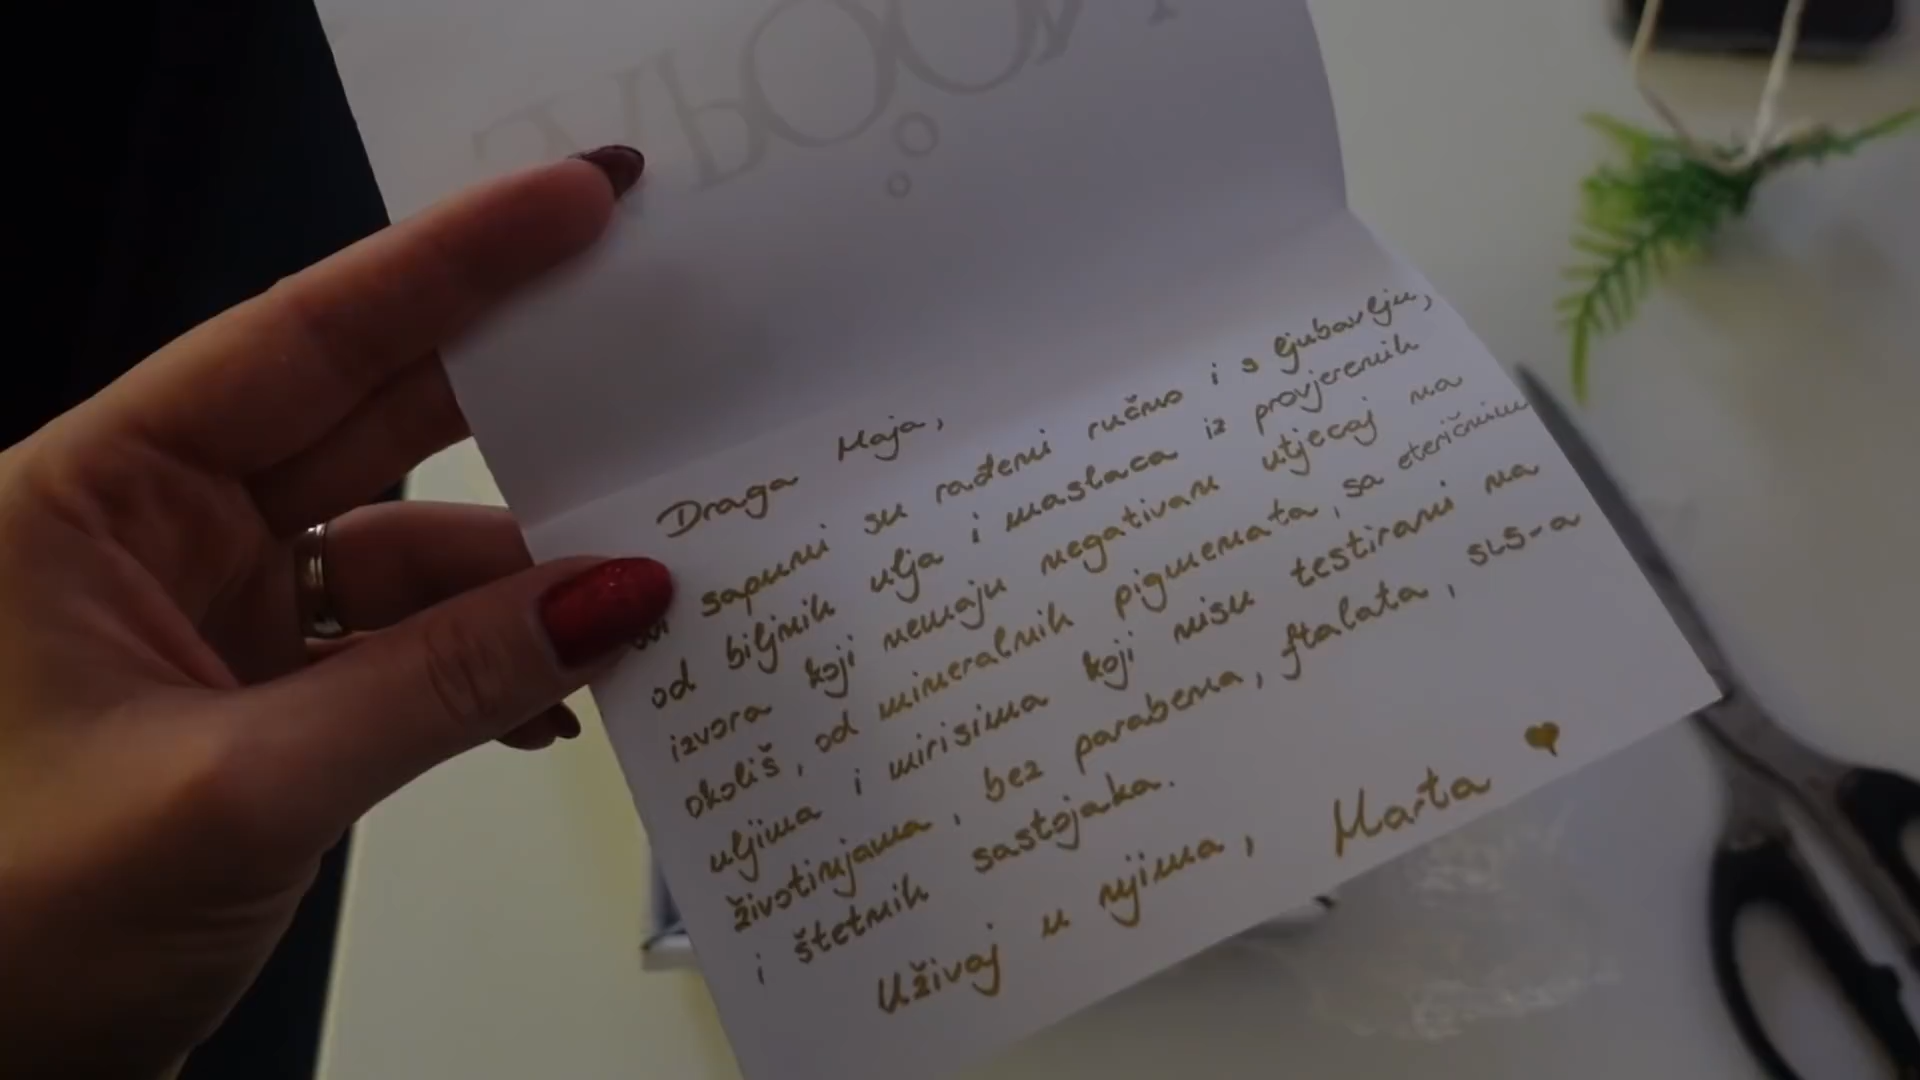 Draga Maja,
sapuni su rađeni ručno i s ljubavlju,
od biljnih ulja i maslaca iz provjerenih
izvora koji nemaju negativan utjecaj na
okoliš, od mineralnih pigmenata, sa eteričnim
uljima i mirisima koji nisu testirani na
životinjama, bez parabena, ftalata, SLS-a
i štetnih sastojaka.
Uživaj u njima, Marta ♥